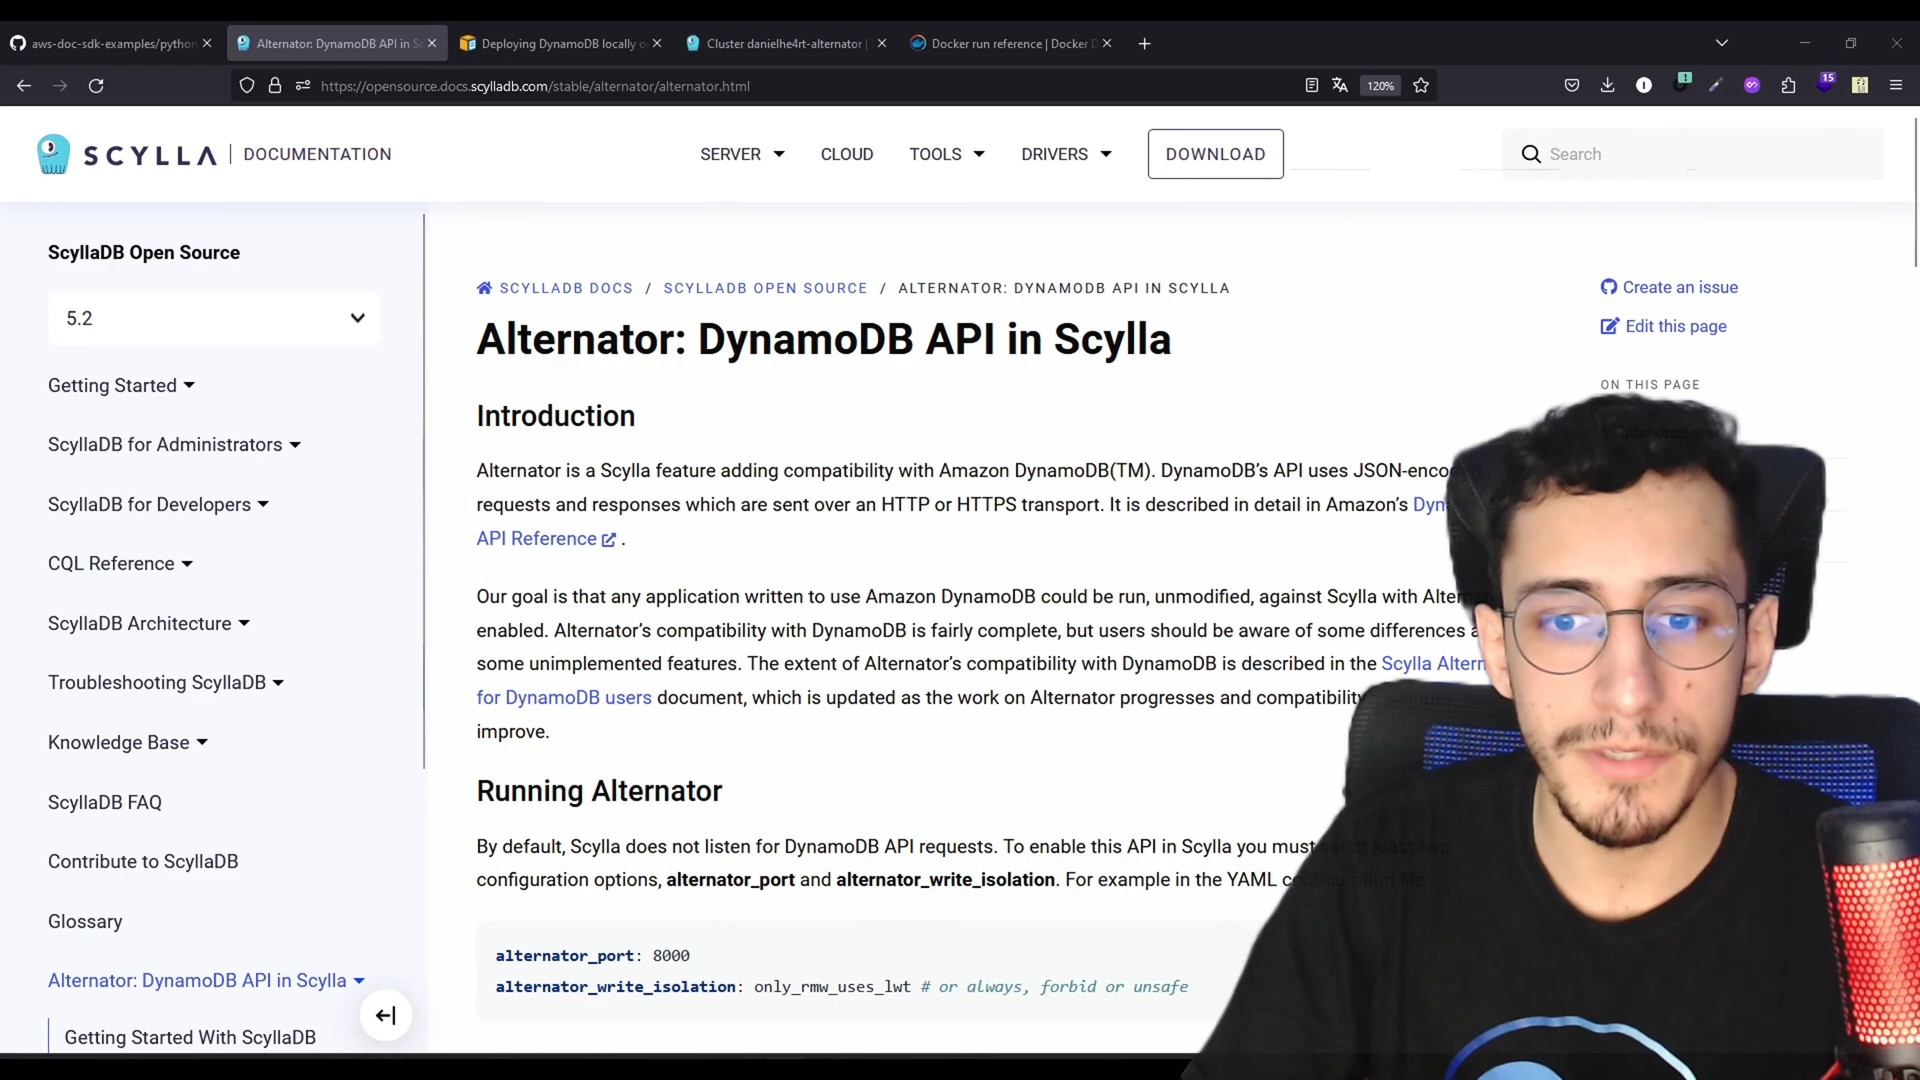 aws-doc-sdk-examples/python
Alternator: DynamoDB API in S
Deploying DynamoDB locally o
Cluster danielhe4rt-alternator |
Docker run reference | Docker D
https://opensource.docs.scylladb.com/stable/alternator/alternator.html
120%
15
SCYLLA | DOCUMENTATION
SERVER
CLOUD
TOOLS
DRIVERS
DOWNLOAD
Search
ScyllaDB Open Source
5.2
Getting Started
ScyllaDB for Administrators
ScyllaDB for Developers
CQL Reference
ScyllaDB Architecture
Troubleshooting ScyllaDB
Knowledge Base
ScyllaDB FAQ
Contribute to ScyllaDB
Glossary
Alternator: DynamoDB API in Scylla
Getting Started With ScyllaDB
SCYLLADB DOCS / SCYLLADB OPEN SOURCE / ALTERNATOR: DYNAMODB API IN SCYLLA
Alternator: DynamoDB API in Scylla
Introduction
Alternator is a Scylla feature adding compatibility with Amazon DynamoDB(TM). DynamoDB’s API uses JSON-enco
requests and responses which are sent over an HTTP or HTTPS transport. It is described in detail in Amazon’s Dyn
API Reference .
Our goal is that any application written to use Amazon DynamoDB could be run, unmodified, against Scylla with Altern
enabled. Alternator’s compatibility with DynamoDB is fairly complete, but users should be aware of some differences a
some unimplemented features. The extent of Alternator’s compatibility with DynamoDB is described in the Scylla Altern
for DynamoDB users document, which is updated as the work on Alternator progresses and compatibility
improve.
Running Alternator
By default, Scylla does not listen for DynamoDB API requests. To enable this API in Scylla you must set at least two
configuration options, alternator_port and alternator_write_isolation. For example in the YAML configuration file
alternator_port: 8000
alternator_write_isolation: only_rmw_uses_lwt # or always, forbid or unsafe
Create an issue
Edit this page
ON THIS PAGE